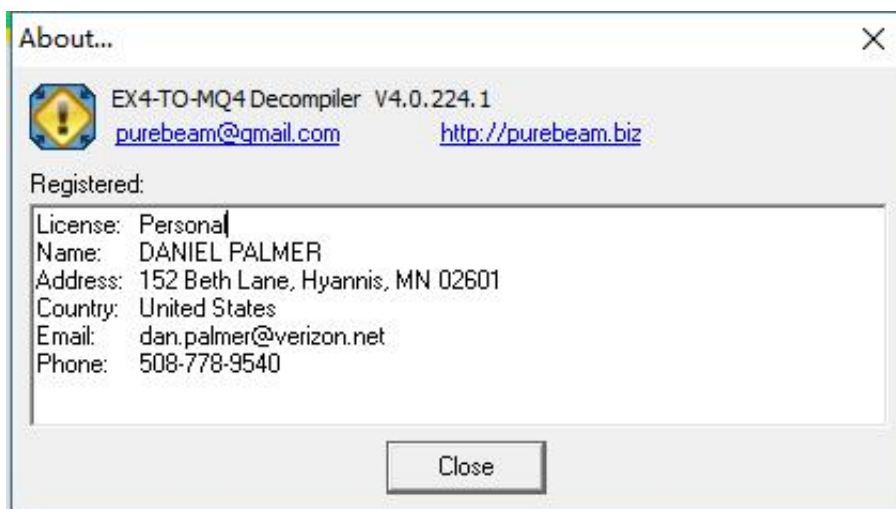 About...
EX4-TO-MQ4 Decompiler V4.0.224.1
purebeam@gmail.com http://purebeam.biz
Registered:
License: Personal
Name: DANIEL PALMER
Address: 152 Beth Lane, Hyannis, MN 02601
Country: United States
Email: dan.palmer@verizon.net
Phone: 508-778-9540
Close